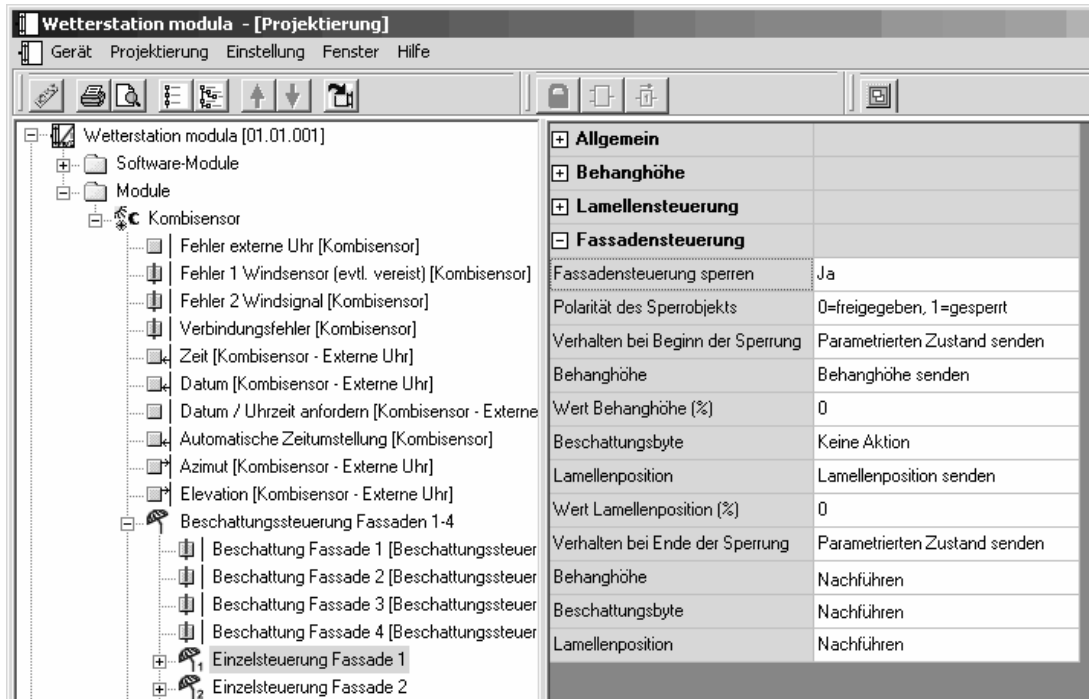 Wetterstation modula - [Projektierung]
Gerät Projektierung Einstellung Fenster Hilfe
Wetterstation modula [01.01.001]
Software-Module
Module
Kombisensor
Fehler externe Uhr [Kombisensor]
Fehler 1 Windsensor (evtl. vereist) [Kombisensor]
Fehler 2 Windsignal [Kombisensor]
Verbindungsfehler [Kombisensor]
Zeit [Kombisensor - Externe Uhr]
Datum [Kombisensor - Externe Uhr]
Datum / Uhrzeit anfordern [Kombisensor - Externe
Automatische Zeitumstellung [Kombisensor]
Azimut [Kombisensor - Externe Uhr]
Elevation [Kombisensor - Externe Uhr]
Beschattungssteuerung Fassaden 1-4
Beschattung Fassade 1 [Beschattungssteuer
Beschattung Fassade 2 [Beschattungssteuer
Beschattung Fassade 3 [Beschattungssteuer
Beschattung Fassade 4 [Beschattungssteuer
1 Einzelsteuerung Fassade 1
2 Einzelsteuerung Fassade 2
Allgemein
Behanghöhe
Lamellensteuerung
Fassadensteuerung
Fassadensteuerung sperren Ja
Polarität des Sperrobjekts 0=freigegeben, 1=gesperrt
Verhalten bei Beginn der Sperrung Parametrierten Zustand senden
Behanghöhe Behanghöhe senden
Wert Behanghöhe (%) 0
Beschattungsbyte Keine Aktion
Lamellenposition Lamellenposition senden
Wert Lamellenposition (%) 0
Verhalten bei Ende der Sperrung Parametrierten Zustand senden
Behanghöhe Nachführen
Beschattungsbyte Nachführen
Lamellenposition Nachführen